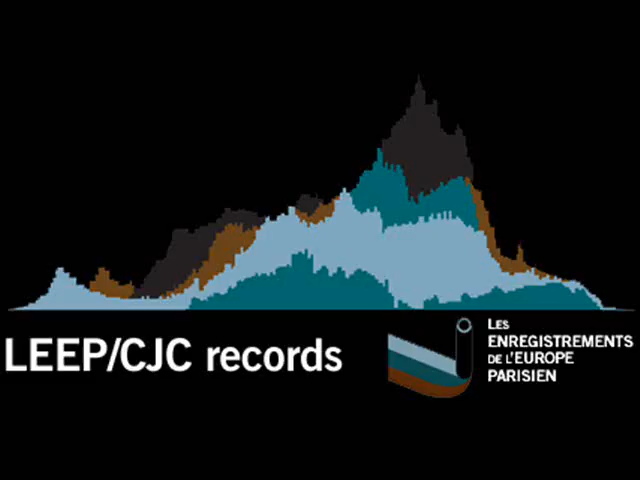 LEEP/CJC records
LES
ENREGISTREMENTS
DE L'EUROPE
PARISIEN